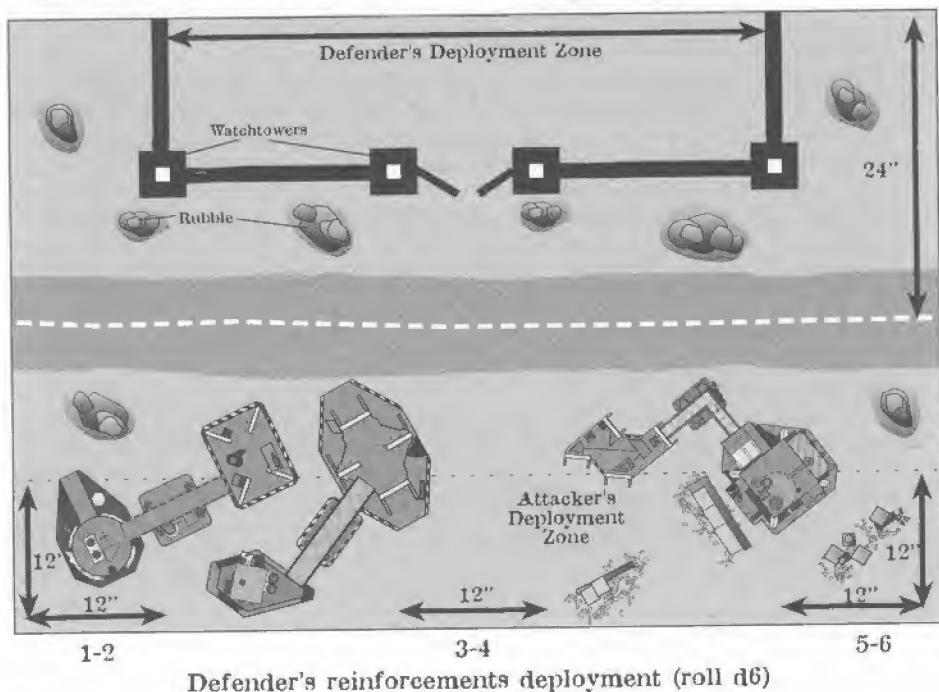 Defender's Deployment Zone
Watchtowers
24"
Rubble
Attacker's
Deployment
Zone
12"
12"
12"
12"
12"
1-2
3-4
5-6
Defender's reinforcements deployment (roll d6)